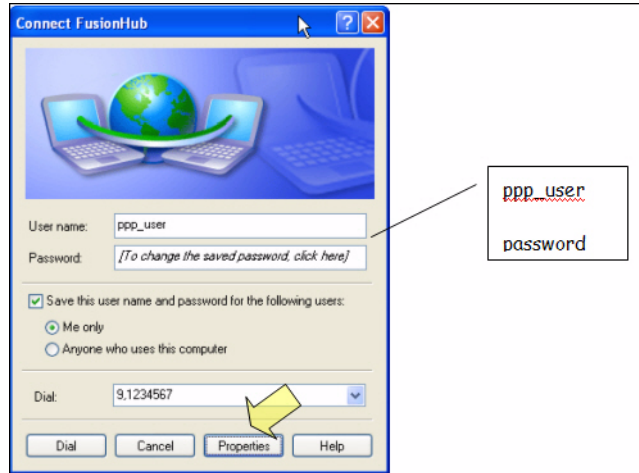 Connect FusionHub
User name: ppp_user
Password: [To change the saved password, click here]
Save this user name and password for the following users:
Me only
Anyone who uses this computer
Dial: 9,1234567
Dial Cancel Properties Help
ppp_user
password